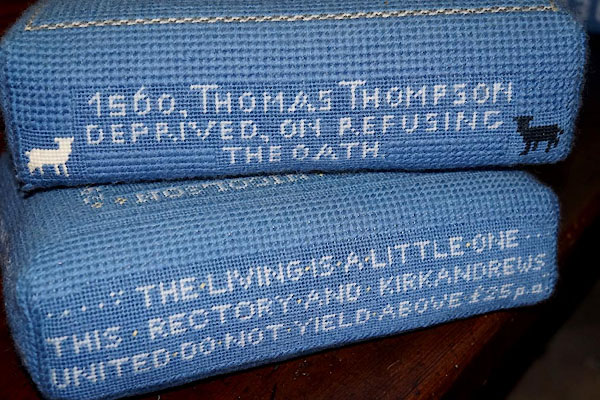 1560, THOMAS THOMPSON
DEPRIVED, ON REFUSING
THE OATH
.....THE·LIVING·IS·A·LITTLE·ONE...
THIS·RECTORY·AND·KIRKANDREWS
UNITED·DO·NOT·YIELD·ABOVE·£25p.a.